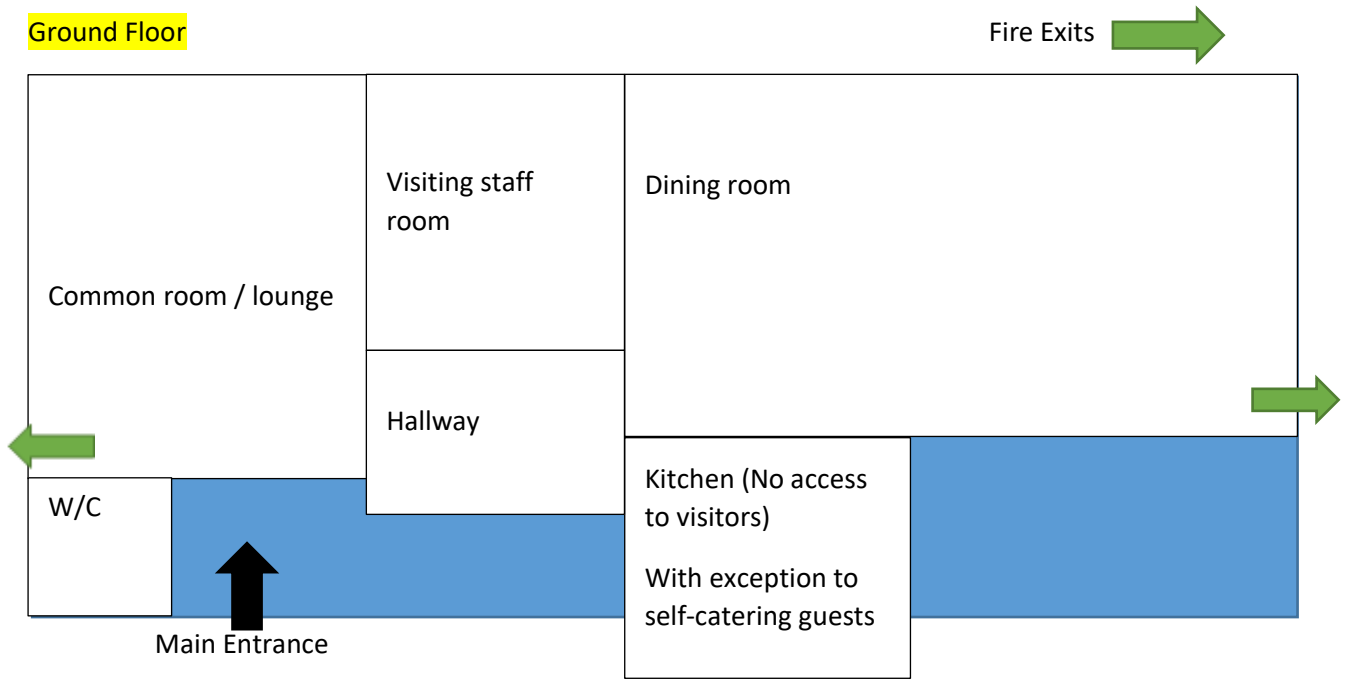 Ground Floor
Fire Exits
Visiting staff
room
Dining room
Common room / lounge
Hallway
Kitchen (No access
to visitors)
W/C
With exception to
self-catering guests
Main Entrance